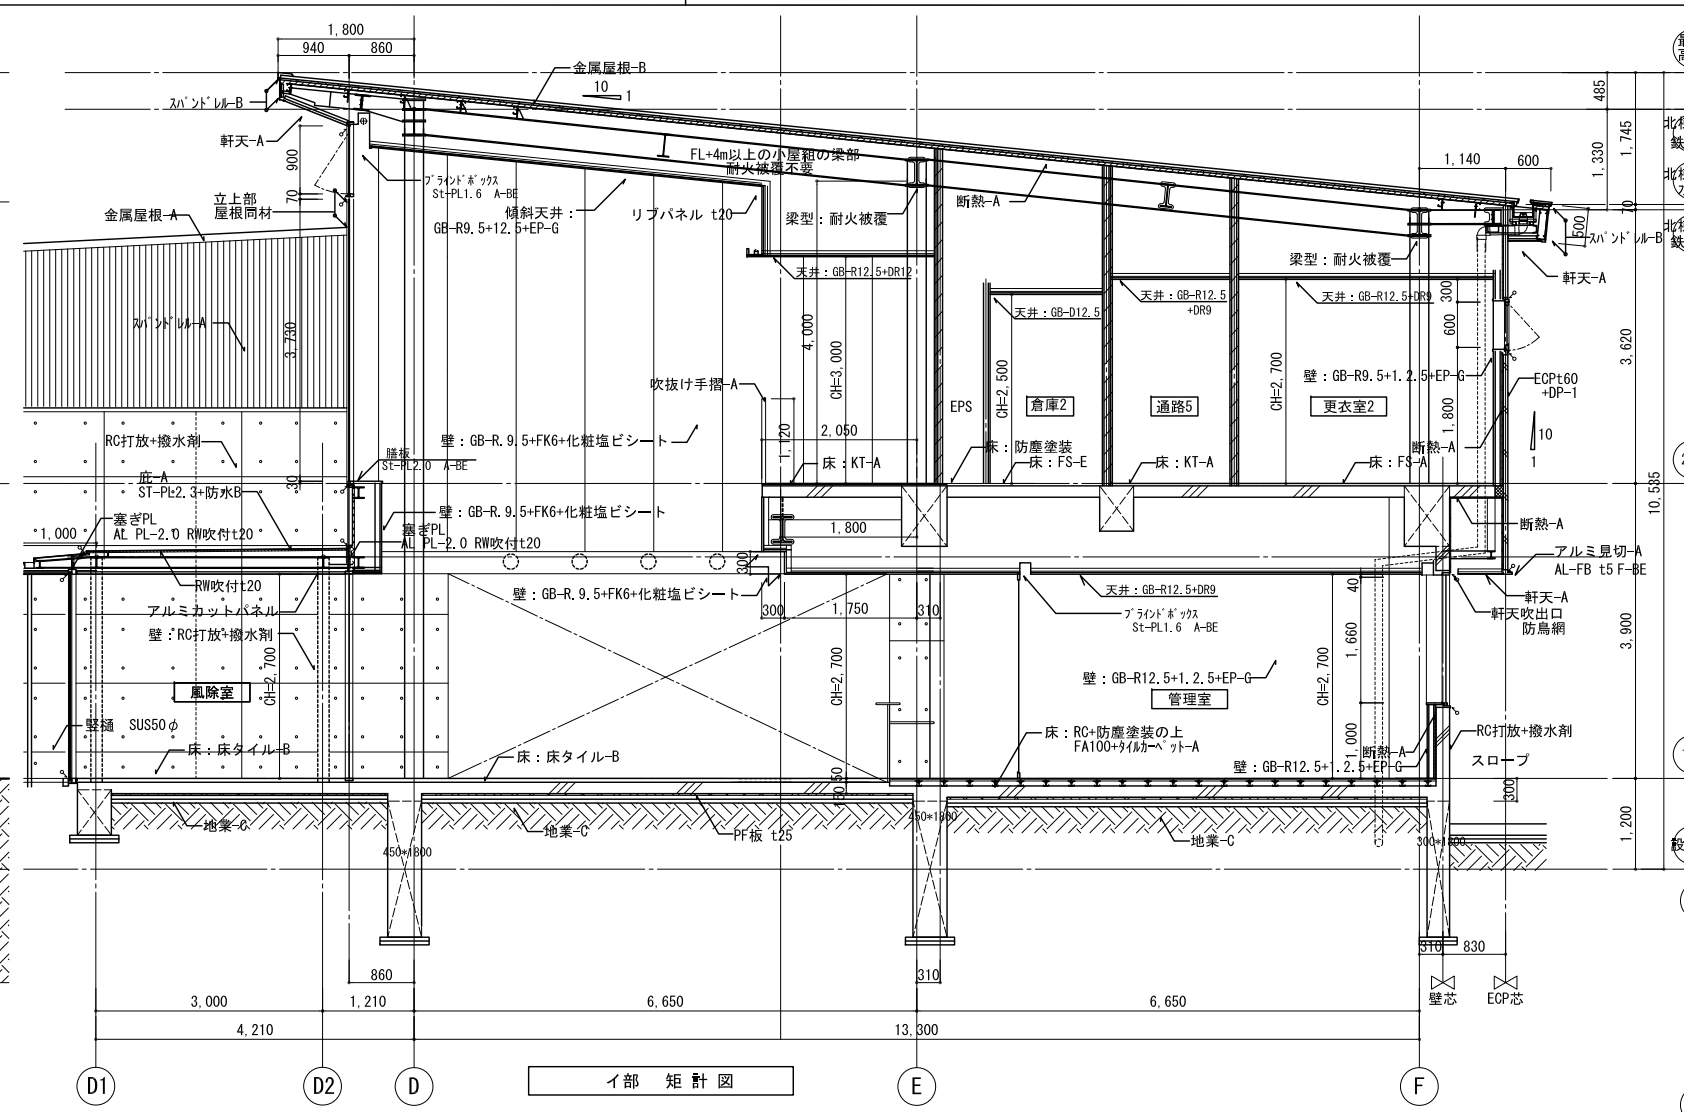 1,800
940
860
金属屋根-B
10
1
スパンドレル-B
軒天-A
900
70
立上部
屋根同材
金属屋根-A
ブラインドボックス
St-PL1.6 A-BE
傾斜天井：
GB-R9.5+12.5+EP-G
FL+4m以上の小屋組の梁部
耐火被覆不要
リブパネル t20
梁型：耐火被覆
断熱-A
1,140
600
485
1,330
1,745
70
500
スパンドレル-B
軒天-A
梁型：耐火被覆
天井：GB-R12.5+DR12
天井：GB-D12.5
天井：GB-R12.5
+DR9
天井：GB-R12.5+DR9
300
600
3,620
スパンドレル-A
3,730
4,000
CH=3,000
CH=2,500
CH=2,700
吹抜け手摺-A
EPS
倉庫2
通路5
更衣室2
壁：GB-R9.5+1.2.5+EP-G
ECPt60
+DP-1
1,800
10
1
断熱-A
RC打放+撥水剤
膳板
St-PL2.0 A-BE
壁：GB-R.9.5+FK6+化粧塩ビシート
1,120
2,050
床：KT-A
床：防塵塗装
床：FS-E
床：KT-A
床：FS-A
30
庇-A
ST-PL2.3+防水B
塞ぎPL
AL PL-2.0 RW吹付t20
1,000
壁：GB-R.9.5+FK6+化粧塩ビシート
塞ぎPL
AL PL-2.0 RW吹付t20
1,800
断熱-A
10,535
アルミ見切-A
AL-FB t5 F-BE
RW吹付t20
アルミカットパネル
壁：RC打放+撥水剤
300
壁：GB-R.9.5+FK6+化粧塩ビシート
300
1,750
310
天井：GB-R12.5+DR9
ブラインドボックス
St-PL1.6 A-BE
40
軒天-A
軒天吹出口
防鳥網
1,660
3,900
CH=2,700
風除室
CH=2,700
壁：GB-R12.5+1.2.5+EP-G
管理室
CH=2,700
竪樋 SUS50φ
床：床タイル-B
床：床タイル-B
床：RC+防塵塗装の上
FA100+タイルカーペット-A
1,000
断熱-A
壁：GB-R12.5+1.2.5+EP-G
RC打放+撥水剤
スロープ
300
1,200
150
50
地業-C
地業-C
PF板 t25
地業-C
450*1800
450*1800
300*1800
310
830
860
310
壁芯
ECP芯
3,000
1,210
6,650
6,650
4,210
13,300
D1
D2
D
E
F
イ部 矩計図